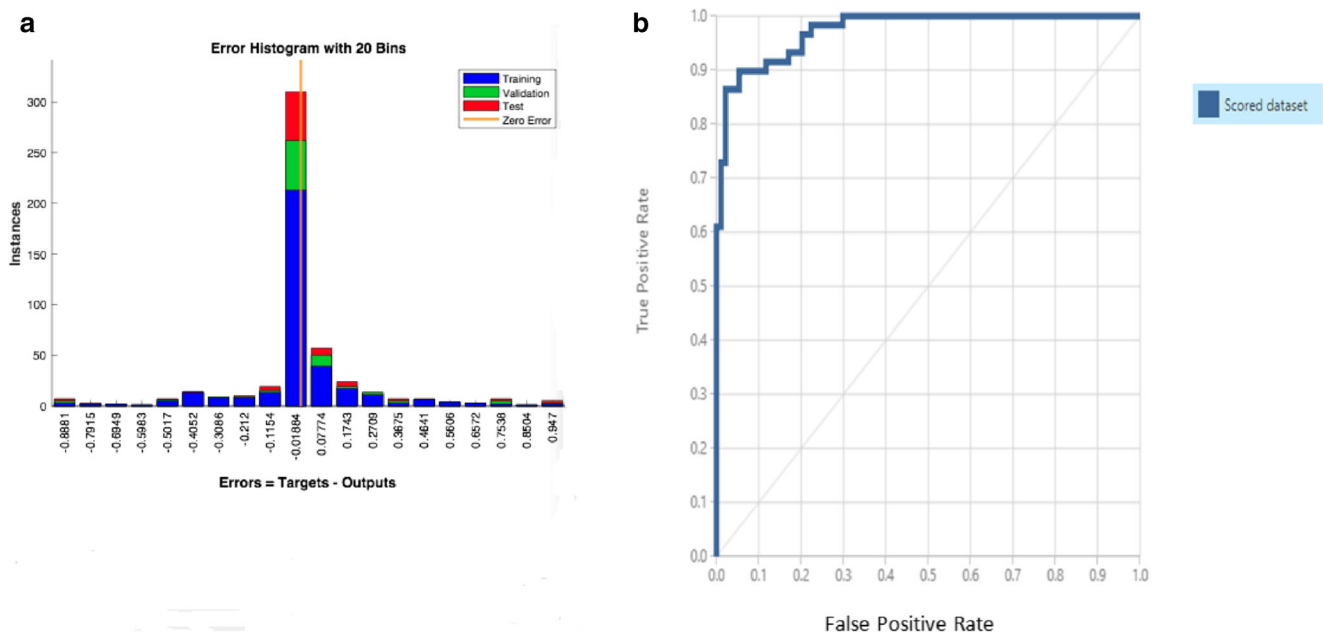 a
Error Histogram with 20 Bins
Training
Validation
Test
Zero Error
300
250
200
150
100
50
0
Instances
-0.8881
-0.7915
-0.6949
-0.5983
-0.5017
-0.4052
-0.3086
-0.212
-0.1154
-0.01884
0.07774
0.1743
0.2709
0.3675
0.4641
0.5606
0.6572
0.7538
0.8504
0.947
Errors = Targets - Outputs
b
1.0
0.9
0.8
0.7
0.6
0.5
0.4
0.3
0.2
0.1
0.0
True Positive Rate
0.0 0.1 0.2 0.3 0.4 0.5 0.6 0.7 0.8 0.9 1.0
False Positive Rate
Scored dataset